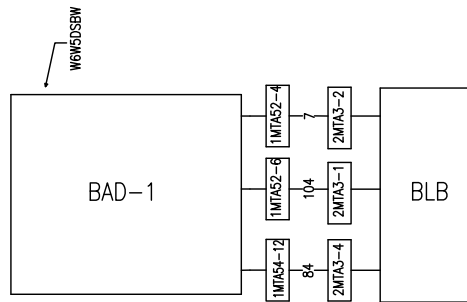 W6W5DSBW
BAD-1
1MTA52-4
7
2MTA3-2
1MTA52-6
104
2MTA3-1
1MTA54-12
84
2MTA3-4
BLB